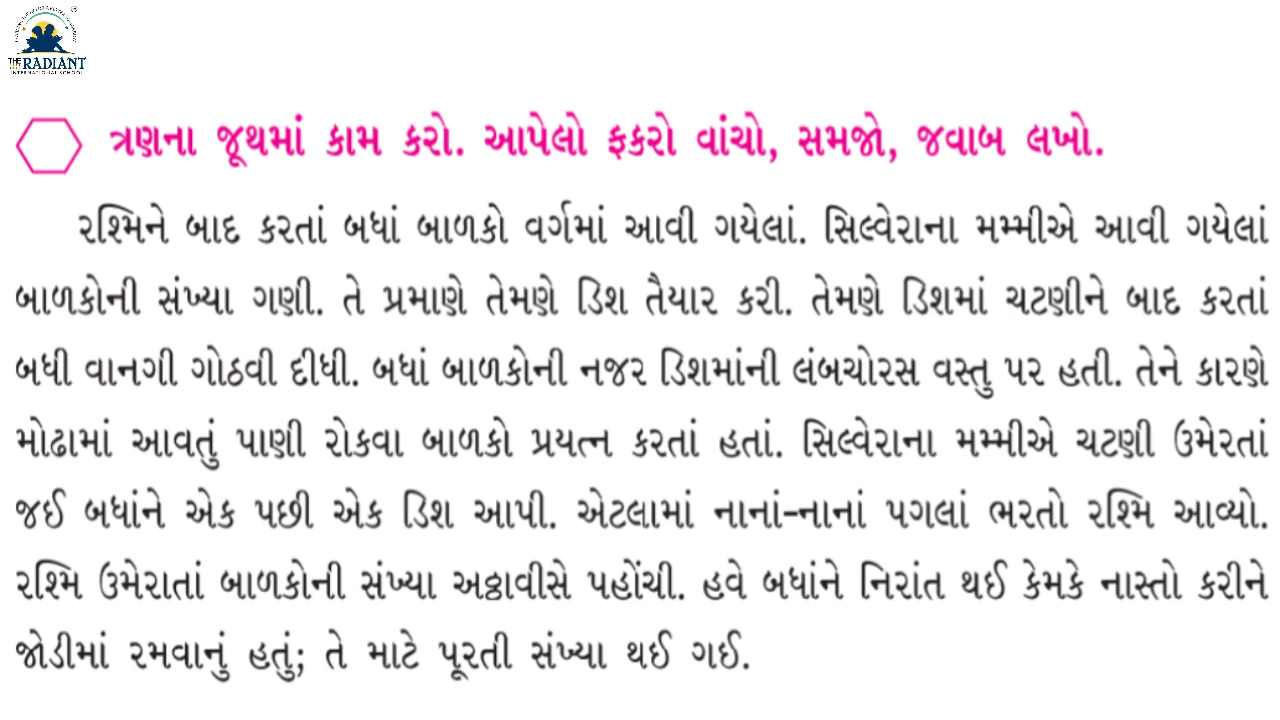 THE RADIANT
INTERNATIONAL SCHOOL
ત્રણના જૂથમાં કામ કરો. આપેલો ફકરો વાંચો, સમજો, જવાબ લખો.
રશ્મિને બાદ કરતાં બધાં બાળકો વર્ગમાં આવી ગયેલાં. સિલ્વેરાના મમ્મીએ આવી ગયેલાં
બાળકોની સંખ્યા ગણી. તે પ્રમાણે તેમણે ડિશ તૈયાર કરી. તેમણે ડિશમાં ચટણીને બાદ કરતાં
બધી વાનગી ગોઠવી દીધી. બધાં બાળકોની નજર ડિશમાંની લંબચોરસ વસ્તુ પર હતી. તેને કારણે
મોઢામાં આવતું પાણી રોકવા બાળકો પ્રયત્ન કરતાં હતાં. સિલ્વેરાના મમ્મીએ ચટણી ઉમેરતાં
જઈ બધાંને એક પછી એક ડિશ આપી. એટલામાં નાનાં-નાનાં પગલાં ભરતો રશ્મિ આવ્યો.
રશ્મિ ઉમેરાતાં બાળકોની સંખ્યા અઠ્ઠાવીસે પહોંચી. હવે બધાંને નિરાંત થઈ કેમકે નાસ્તો કરીને
જોડીમાં રમવાનું હતું; તે માટે પૂરતી સંખ્યા થઈ ગઈ.